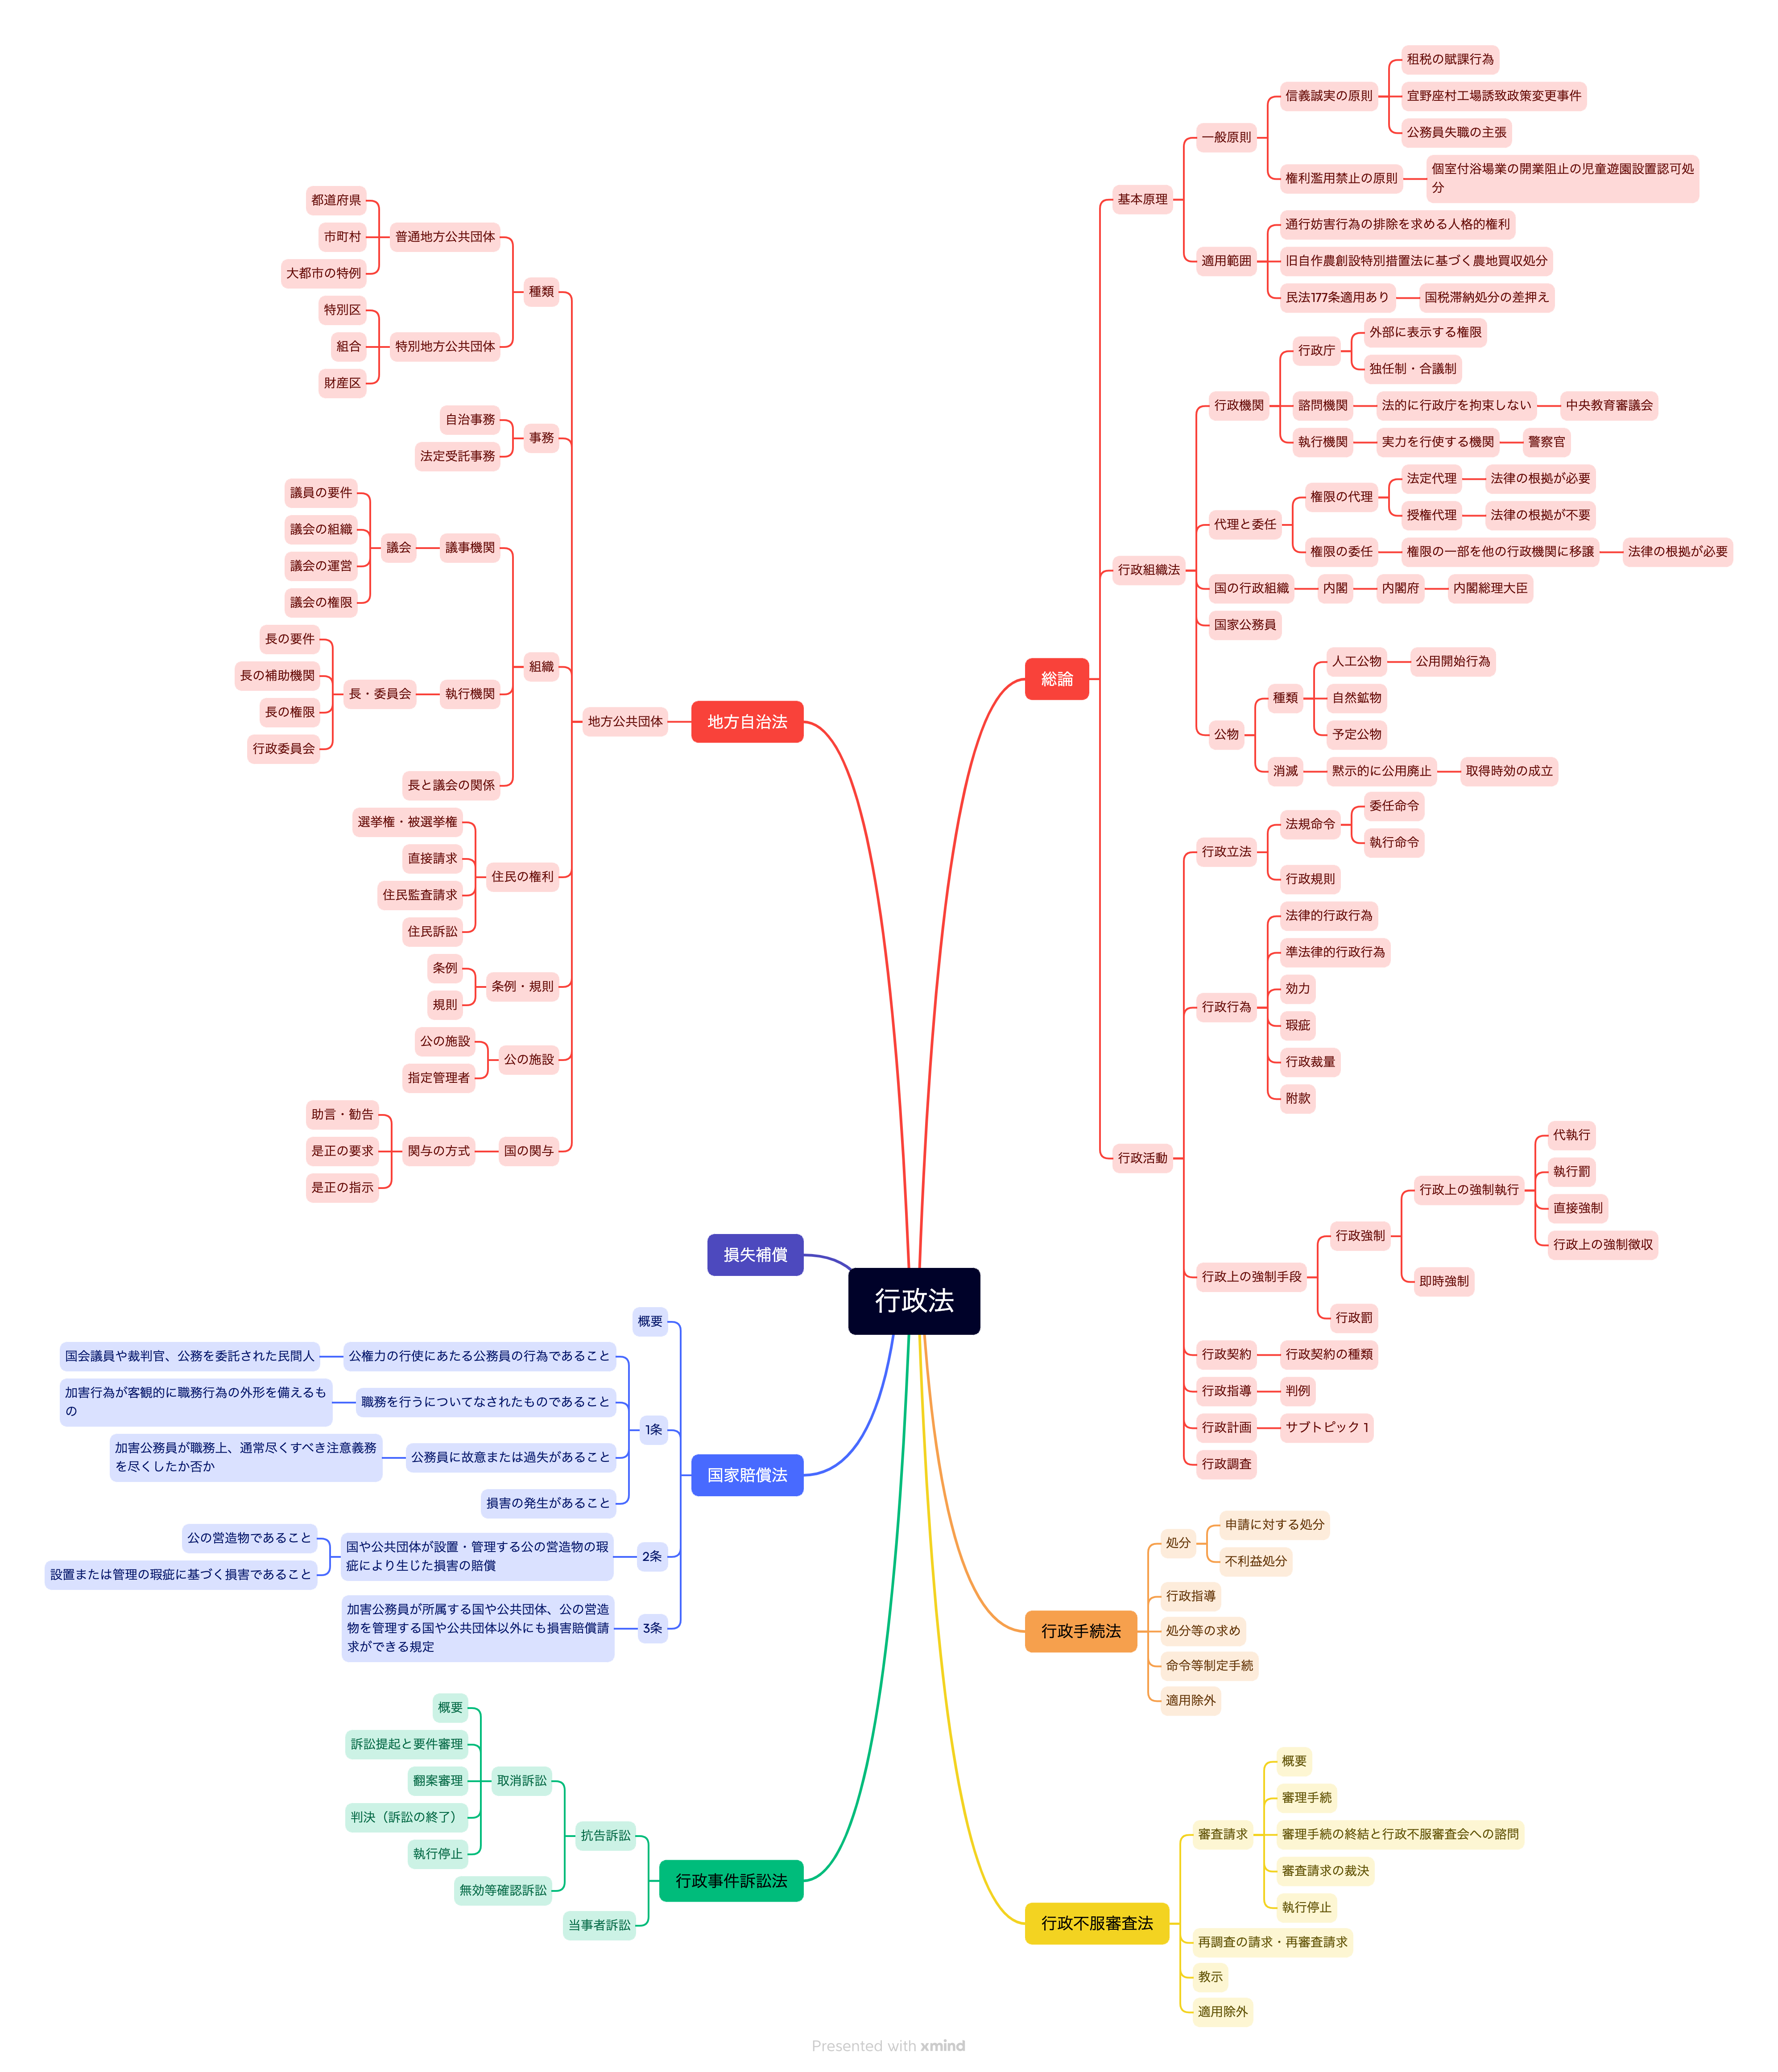 行政法
総論
基本原理
一般原則
信義誠実の原則
租税の賦課行為
宜野座村工場誘致政策変更事件
公務員失職の主張
権利濫用禁止の原則
個室付浴場業の開業阻止の児童遊園設置認可処
分
適用範囲
通行妨害行為の排除を求める人格的権利
旧自作農創設特別措置法に基づく農地買収処分
民法177条適用あり
国税滞納処分の差押え
行政組織法
行政機関
行政庁
外部に表示する権限
独任制・合議制
諮問機関
法的に行政庁を拘束しない
中央教育審議会
執行機関
実力を行使する機関
警察官
代理と委任
権限の代理
法定代理
法律の根拠が必要
授権代理
法律の根拠が不要
権限の委任
権限の一部を他の行政機関に移譲
法律の根拠が必要
国の行政組織
内閣
内閣府
内閣総理大臣
国家公務員
公物
種類
人工公物
公用開始行為
自然鉱物
予定公物
消滅
黙示的に公用廃止
取得時効の成立
行政活動
行政立法
法規命令
委任命令
執行命令
行政規則
行政行為
法律的行政行為
準法律的行政行為
効力
瑕疵
行政裁量
附款
行政上の強制手段
行政強制
行政上の強制執行
代執行
執行罰
直接強制
行政上の強制徴収
即時強制
行政罰
行政契約
行政契約の種類
行政指導
判例
行政計画
サブトピック 1
行政調査
行政手続法
処分
申請に対する処分
不利益処分
行政指導
処分等の求め
命令等制定手続
適用除外
行政不服審査法
審査請求
概要
審理手続
審理手続の終結と行政不服審査会への諮問
審査請求の裁決
執行停止
再調査の請求・再審査請求
教示
適用除外
地方自治法
地方公共団体
種類
普通地方公共団体
都道府県
市町村
大都市の特例
特別地方公共団体
特別区
組合
財産区
事務
自治事務
法定受託事務
組織
議事機関
議会
議員の要件
議会の組織
議会の運営
議会の権限
執行機関
長・委員会
長の要件
長の補助機関
長の権限
行政委員会
長と議会の関係
住民の権利
選挙権・被選挙権
直接請求
住民監査請求
住民訴訟
条例・規則
条例
規則
公の施設
公の施設
指定管理者
国の関与
関与の方式
助言・勧告
是正の要求
是正の指示
損失補償
国家賠償法
概要
1条
公権力の行使にあたる公務員の行為であること
国会議員や裁判官、公務を委託された民間人
職務を行うについてなされたものであること
加害行為が客観的に職務行為の外形を備えるも
の
公務員に故意または過失があること
加害公務員が職務上、通常尽くすべき注意義務
を尽くしたか否か
損害の発生があること
2条
国や公共団体が設置・管理する公の営造物の瑕
疵により生じた損害の賠償
公の営造物であること
設置または管理の瑕疵に基づく損害であること
3条
加害公務員が所属する国や公共団体、公の営造
物を管理する国や公共団体以外にも損害賠償請
求ができる規定
行政事件訴訟法
抗告訴訟
取消訴訟
概要
訴訟提起と要件審理
翻案審理
判決（訴訟の終了）
執行停止
無効等確認訴訟
当事者訴訟
Presented with xmind